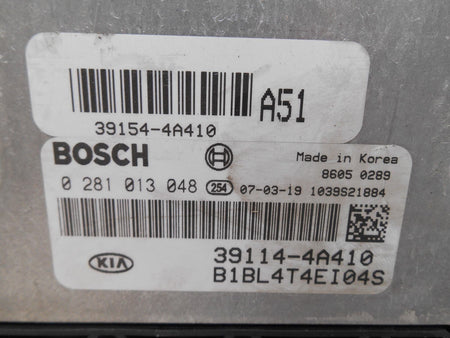 A51
39154-4A410
BOSCH
Made in Korea
8605 0289
0 281 013 048 254 07-03-19 1039S21884
KIA
39114-4A410
B1BL4T4EI04S